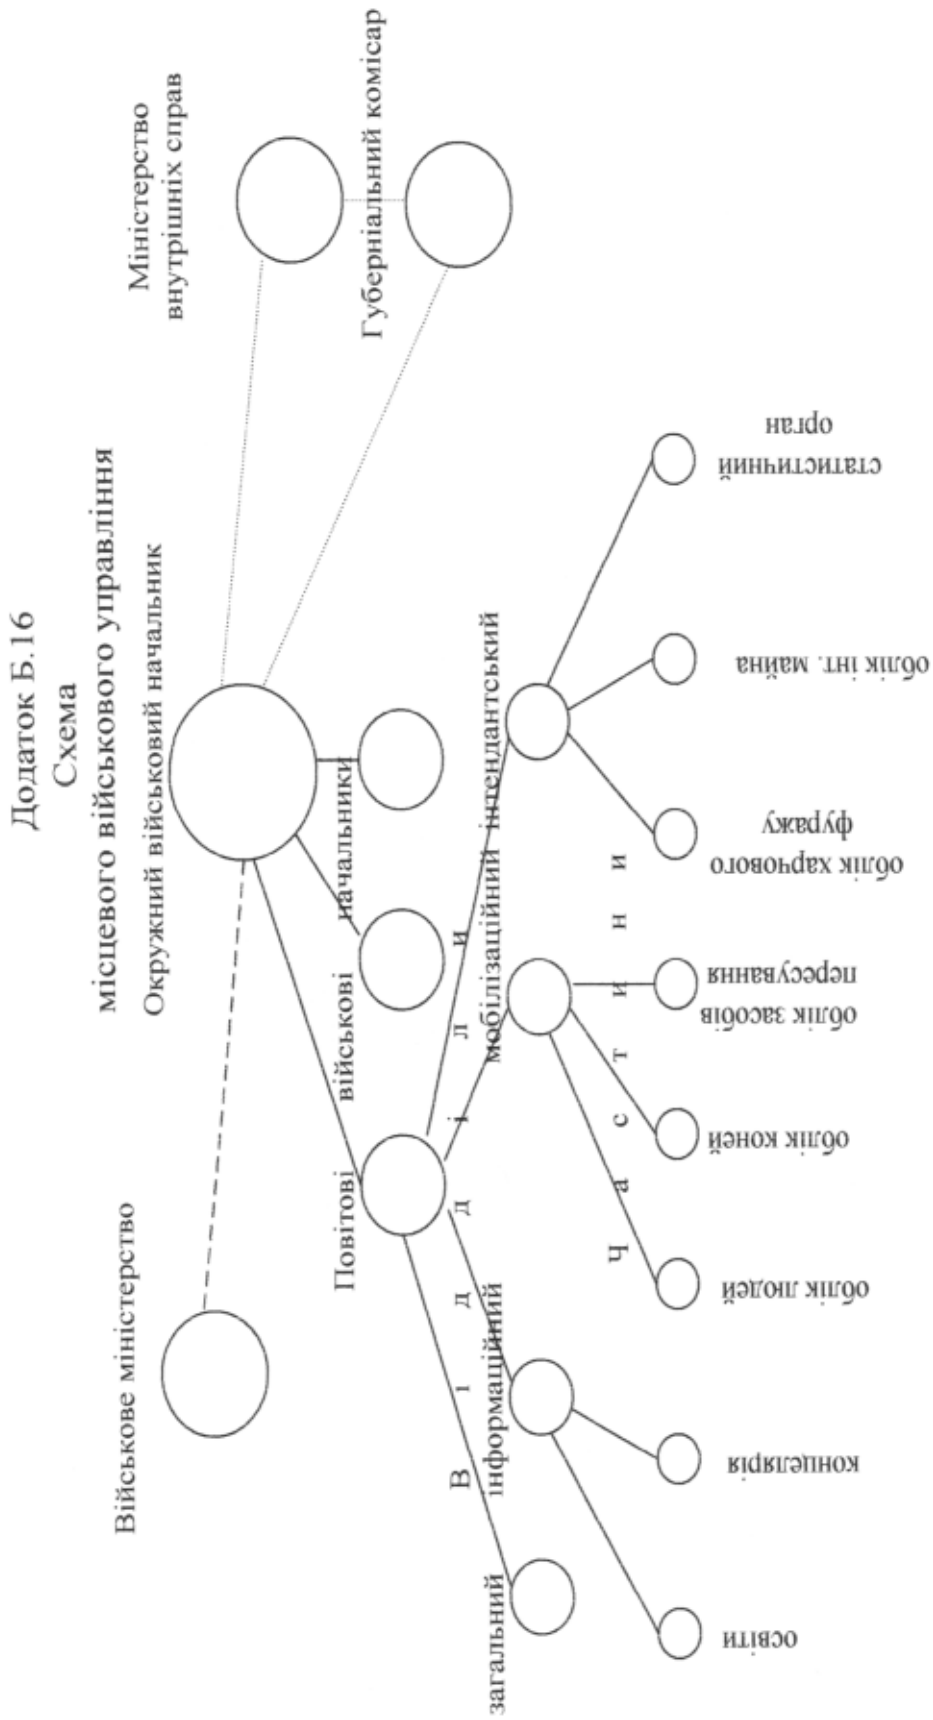 Додаток Б.16
Схема
місцевого військового управління
Окружний військовий начальник
Військове міністерство
Міністерство
внутрішніх справ
Губерніальний комісар
Повітові військові начальники
В і д д і л и
загальний
інформаційний
мобілізаційний
інтендантський
Ч а с т и н и
освіти
концелярія
облік людей
облік коней
облік засобів
пересування
облік харчового
фуражу
облік інт. майна
статистичний
орган